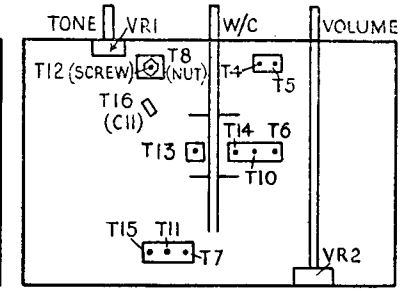 TONE VR1 W/C VOLUME
T12 (SCREW) T8 (NUT) T4 T5
T16 (C11)
T13 T14 T6
T10
T15 T11 T7
VR2